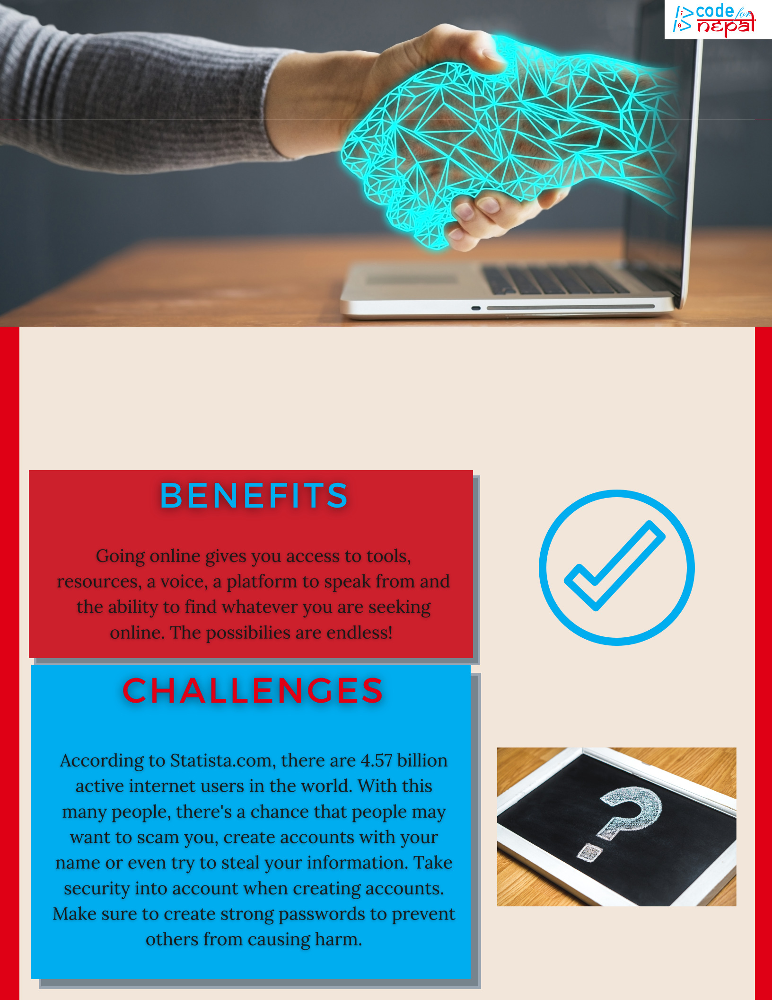 code for
nepal
BENEFITS
Going online gives you access to tools,
resources, a voice, a platform to speak from and
the ability to find whatever you are seeking
online. The possibilies are endless!
CHALLENGES
According to Statista.com, there are 4.57 billion
active internet users in the world. With this
many people, there's a chance that people may
want to scam you, create accounts with your
name or even try to steal your information. Take
security into account when creating accounts.
Make sure to create strong passwords to prevent
others from causing harm.
?